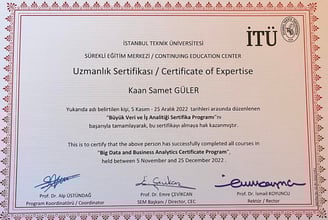 İTÜ
İSTANBUL TEKNİK ÜNİVERSİTESİ
SÜREKLİ EĞİTİM MERKEZİ / CONTINUING EDUCATION CENTER
Uzmanlık Sertifikası / Certificate of Expertise
Kaan Samet GÜLER
Yukarıda adı belirtilen kişi, 5 Kasım - 25 Aralık 2022 tarihleri arasında düzenlenen
"Büyük Veri ve İş Analitiği Sertifika Programı"nı
başarıyla tamamlayarak, bu sertifikayı almaya hak kazanmıştır.
This is to certify that the above person has successfully completed all courses in
"Big Data and Business Analytics Certificate Program",
held between 5 November and 25 December 2022
Prof. Dr. Alp ÜSTÜNDAĞ
Program Koordinatörü / Coordinator
Prof. Dr. Emre ÇEVİKCAN
SEM Başkanı / Director, CEC
Prof. Dr. İsmail KOYUNCU
Rektör / Rector